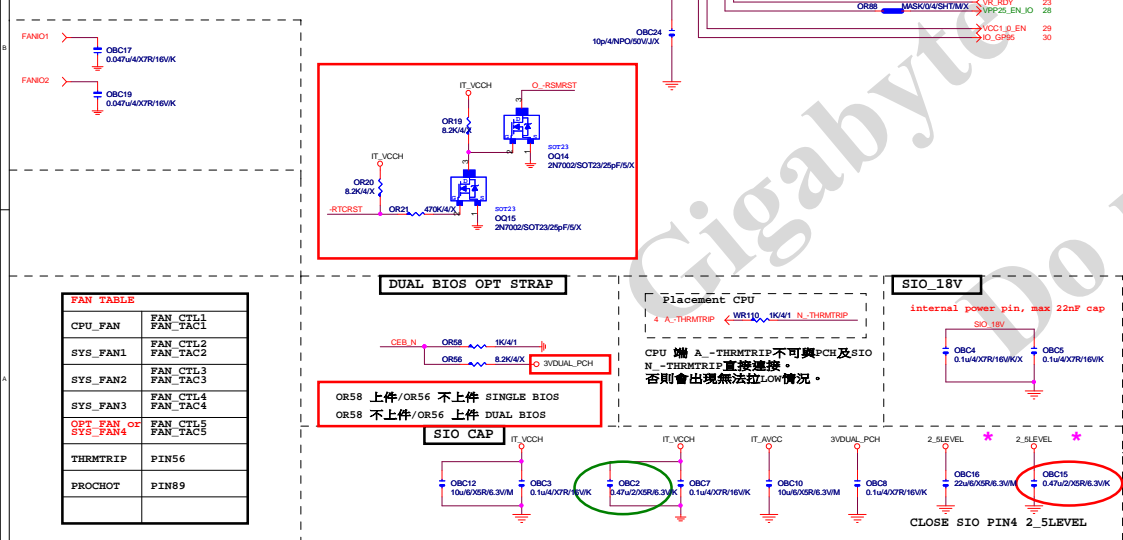 VR_RDY 23
OR88 MASK/0/4/SHT/M/X VPP25_EN_IO 28
VCC1_0_EN 29
IO_GP95 30
B
FANIO1
OBC17
0.047u/4/X7R/16V/K
FANIO2
OBC19
0.047u/4/X7R/16V/K
OBC24
10p/4/NPO/50V/J/X
IT_VCCH
O_-RSMRST
OR19
8.2K/4/X
3
D
G
S
2
1
SOT23
OQ14
2N7002/SOT23/25pF/5/X
IT_VCCH
OR20
8.2K/4/X
-RTCRST
OR21 470K/4/X
3
D
G
S
2
1
SOT23
OQ15
2N7002/SOT23/25pF/5/X
Gigabyte
Do
A
FAN TABLE
CPU_FAN FAN_CTL1
FAN_TAC1
SYS_FAN1 FAN_CTL2
FAN_TAC2
SYS_FAN2 FAN_CTL3
FAN_TAC3
SYS_FAN3 FAN_CTL4
FAN_TAC4
OPT_FAN or FAN_CTL5
SYS_FAN4 FAN_TAC5
THRMTRIP PIN56
PROCHOT PIN89
DUAL BIOS OPT STRAP
CEB_N OR58 1K/4/1
OR56 8.2K/4/X 3VDUAL_PCH
OR58 上件/OR56 不上件 SINGLE BIOS
OR58 不上件/OR56 上件 DUAL BIOS
Placement CPU
4 A_-THRMTRIP WR110 1K/4/1 N_-THRMTRIP
CPU 端 A_-THRMTRIP不可與PCH及SIO
N_-THRMTRIP直接連接。
否則會出現無法拉LOW情況。
SIO_18V
internal power pin, max 22nF cap
SIO_18V
OBC4
0.1u/4/X7R/16V/K/X
OBC5
0.1u/4/X7R/16V/K
SIO CAP
IT_VCCH
OBC12
10u/6/X5R/6.3V/M
OBC3
0.1u/4/X7R/16V/K
IT_VCCH
OBC2
0.47u/2/X5R/6.3V/K
OBC7
0.1u/4/X7R/16V/K
IT_AVCC
OBC10
10u/6/X5R/6.3V/M
3VDUAL_PCH
OBC8
0.1u/4/X7R/16V/K
2_5LEVEL *
OBC16
22u/6/X5R/6.3V/M
2_5LEVEL *
OBC15
0.47u/2/X5R/6.3V/K
CLOSE SIO PIN4 2_5LEVEL